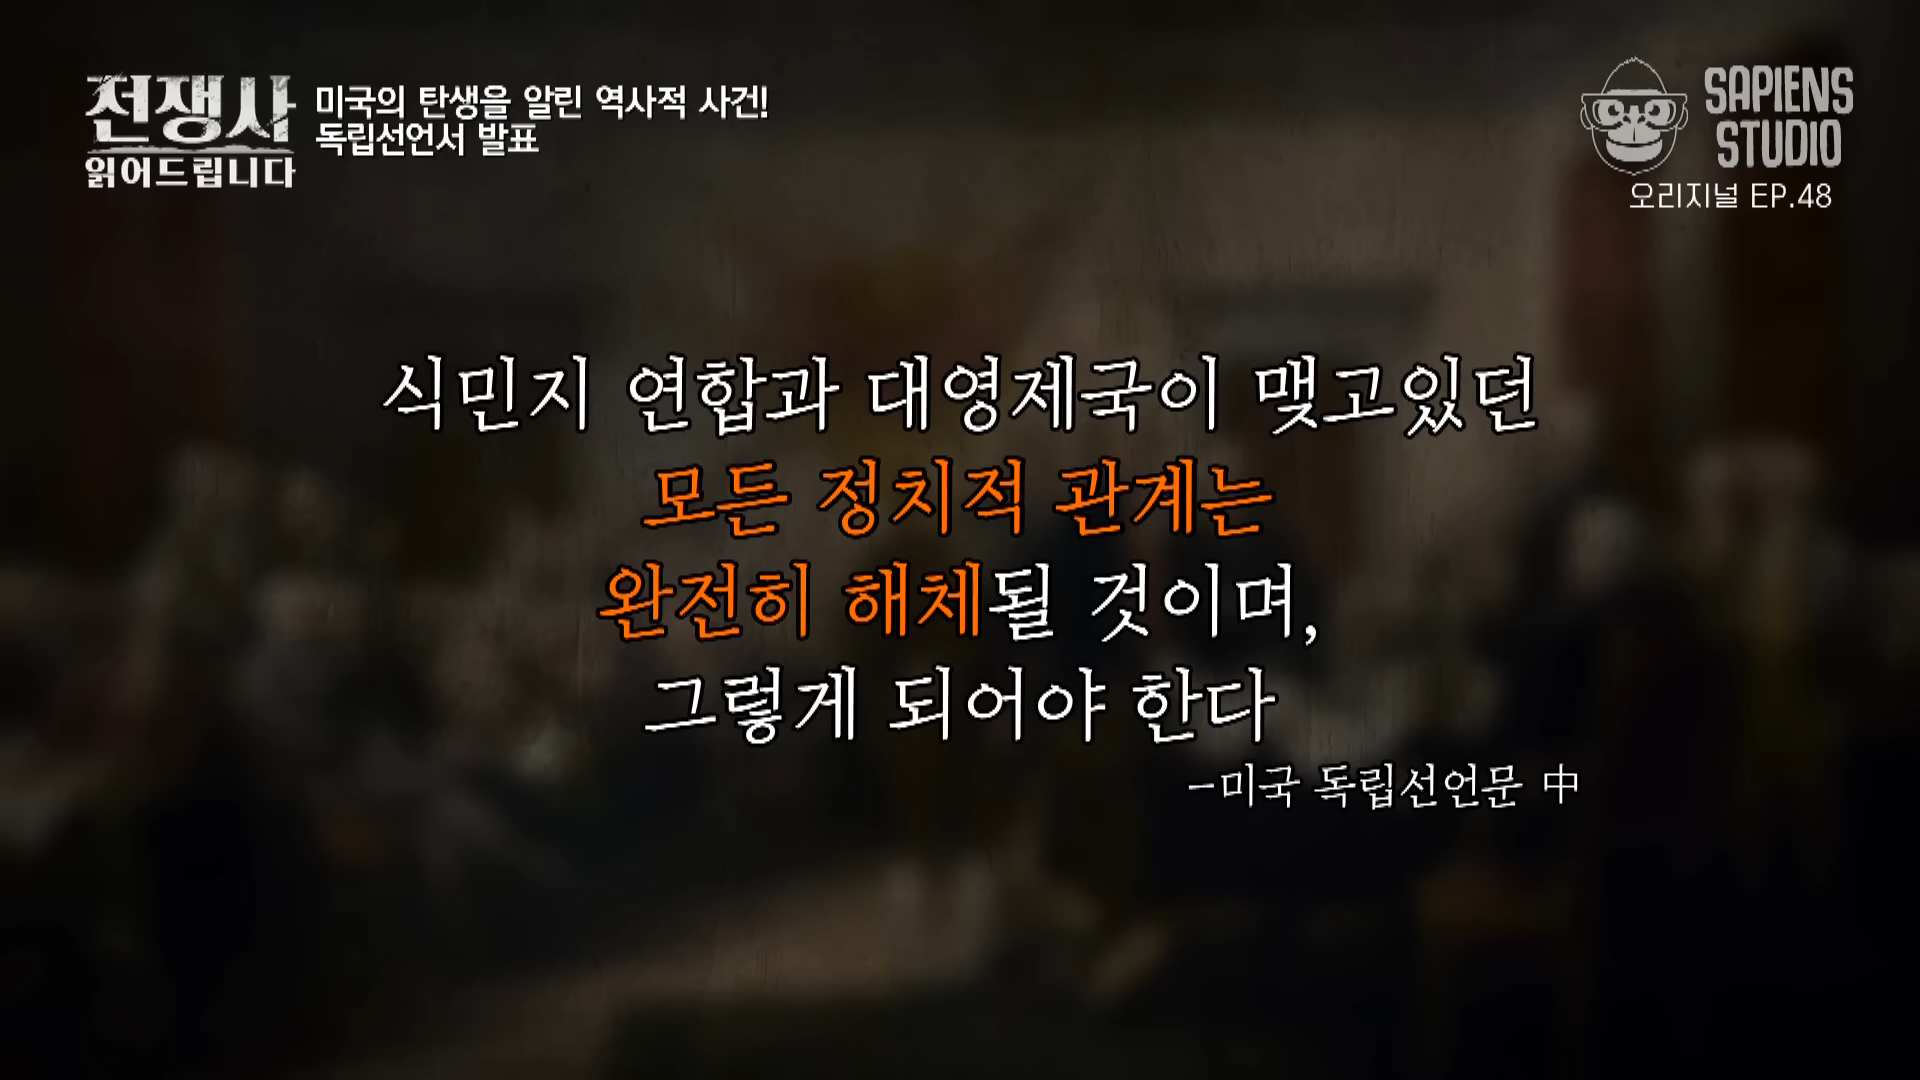 전쟁사
읽어드립니다
미국의 탄생을 알린 역사적 사건!
독립선언서 발표
SAPIENS
STUDIO
오리지널 EP.48
식민지 연합과 대영제국이 맺고있던
모든 정치적 관계는
완전히 해체될 것이며,
그렇게 되어야 한다
-미국 독립선언문 中